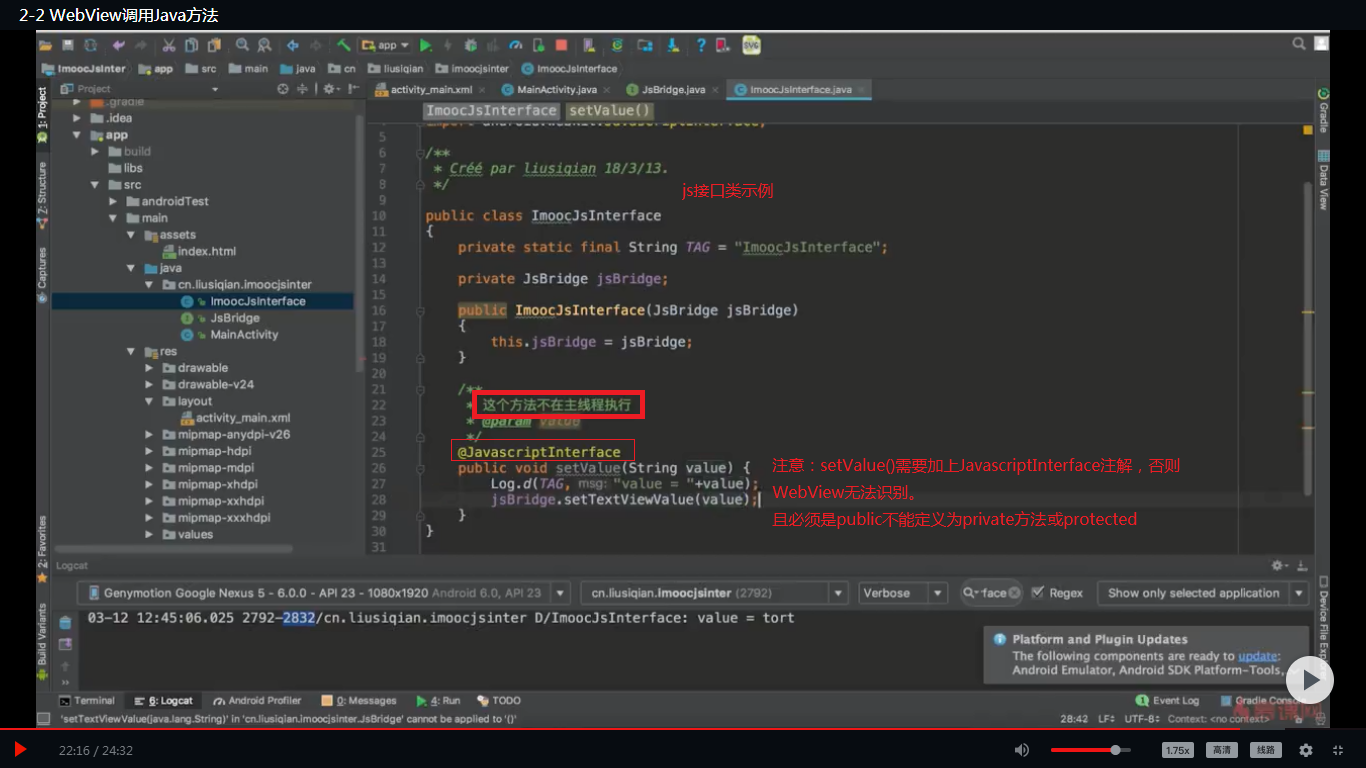 2-2 WebView调用Java方法
app
ImoocJsInter app src main java cn liusiqian imoocjsinter ImoocJsInterface
Project activity_main.xml MainActivity.java JsBridge.java ImoocJsInterface.java
ImoocJsInterface setValue()
1: Project
Z: Structure
Captures
2: Favorites
Build Variants
.gradle
.idea
app
build
libs
src
androidTest
main
assets
index.html
java
cn.liusiqian.imoocjsinter
ImoocJsInterface
JsBridge
MainActivity
res
drawable
drawable-v24
layout
activity_main.xml
mipmap-anydpi-v26
mipmap-hdpi
mipmap-mdpi
mipmap-xhdpi
mipmap-xxhdpi
mipmap-xxxhdpi
values
5
6 /**
7 * Créé par liusiqian 18/3/13.
8 */
js接口类示例
9
10 public class ImoocJsInterface
11 {
12 private static final String TAG = "ImoocJsInterface";
13
14 private JsBridge jsBridge;
15
16 public ImoocJsInterface(JsBridge jsBridge)
17 {
18 this.jsBridge = jsBridge;
19 }
20
21 /**
22 * 这个方法不在主线程执行
23 * @param value
24 */
25 @JavascriptInterface
26 public void setValue(String value) {
27 Log.d(TAG, msg: "value = "+value);
28 jsBridge.setTextViewValue(value);
29 }
30 }
31
注意：setValue()需要加上JavascriptInterface注解，否则
WebView无法识别。
且必须是public不能定义为private方法或protected
Gradle
Data View
Logcat
Genymotion Google Nexus 5 - 6.0.0 - API 23 - 1080x1920 Android 6.0, API 23 cn.liusiqian.imoocjsinter (2792) Verbose face Regex Show only selected application
03-12 12:45:06.025 2792-2832/cn.liusiqian.imoocjsinter D/ImoocJsInterface: value = tort
Platform and Plugin Updates
The following components are ready to update:
Android Emulator, Android SDK Platform-Tools,
Terminal 6: Logcat Android Profiler 0: Messages 4: Run TODO Event Log Gradle Console
'setTextViewValue(java.lang.String)' in 'cn.liusiqian.imoocjsinter.JsBridge' cannot be applied to '()' 28:42 LF÷ UTF-8÷ Context: <no context>
慕课网
22:16 / 24:32 1.75x 高清 线路